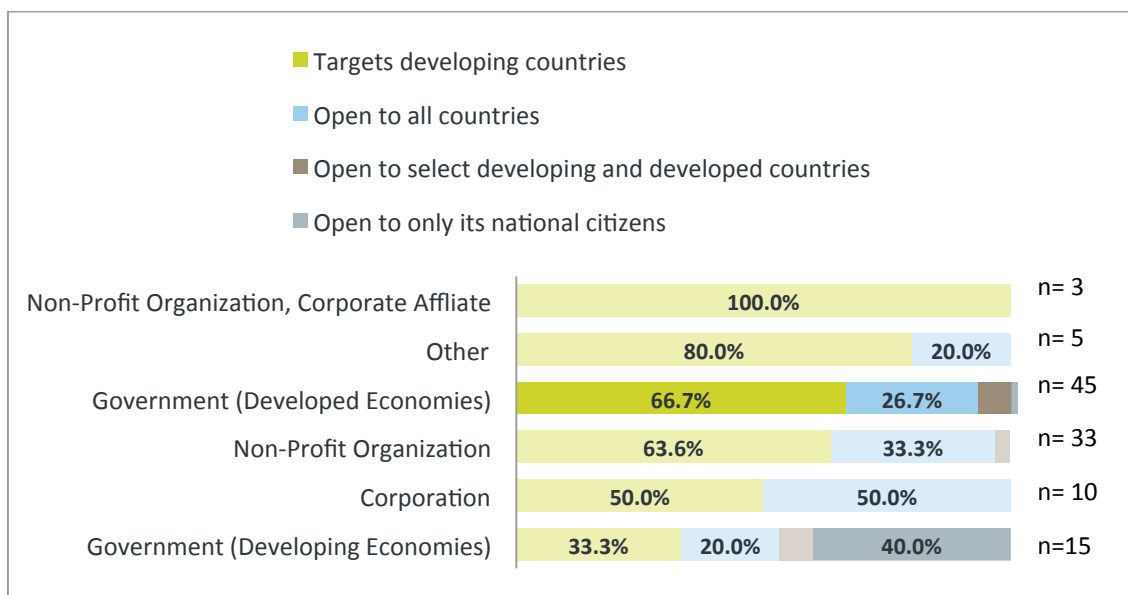 Targets developing countries
Open to all countries
Open to select developing and developed countries
Open to only its national citizens
Non-Profit Organization, Corporate Affliate 100.0% n= 3
Other 80.0% 20.0% n= 5
Government (Developed Economies) 66.7% 26.7% n= 45
Non-Profit Organization 63.6% 33.3% n= 33
Corporation 50.0% 50.0% n= 10
Government (Developing Economies) 33.3% 20.0% 40.0% n=15